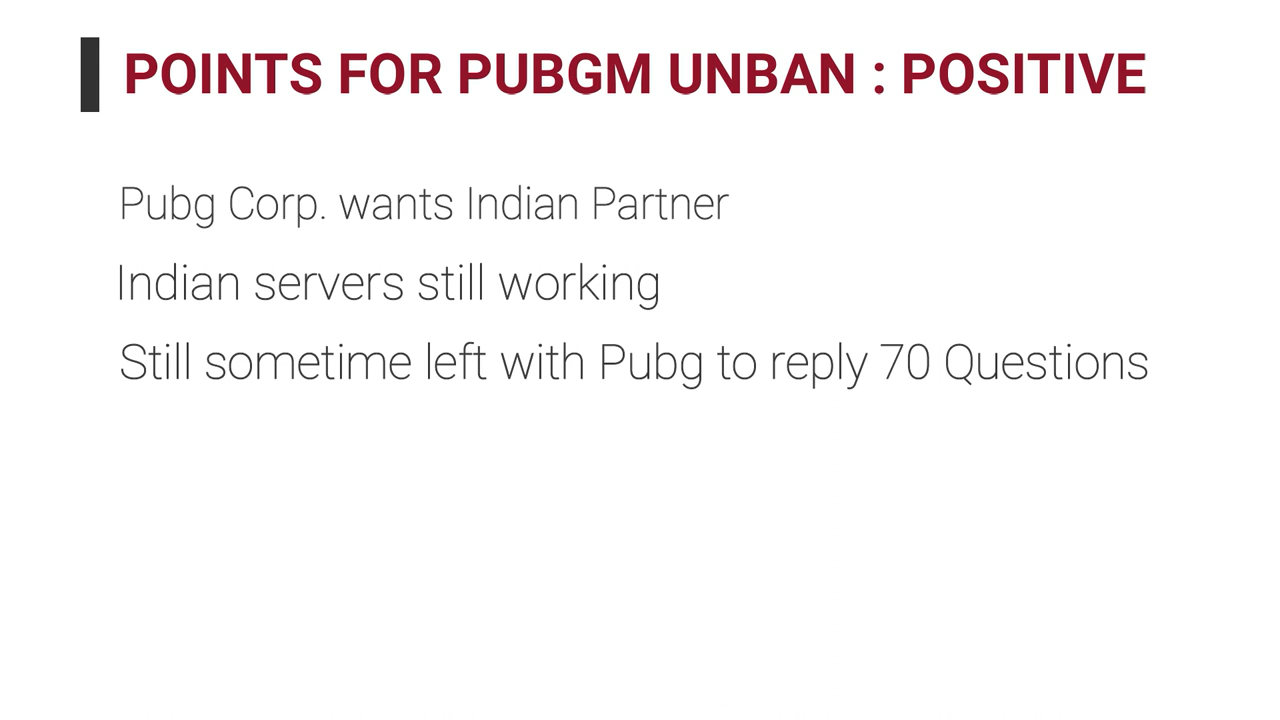 POINTS FOR PUBGM UNBAN : POSITIVE
Pubg Corp. wants Indian Partner
Indian servers still working
Still sometime left with Pubg to reply 70 Questions